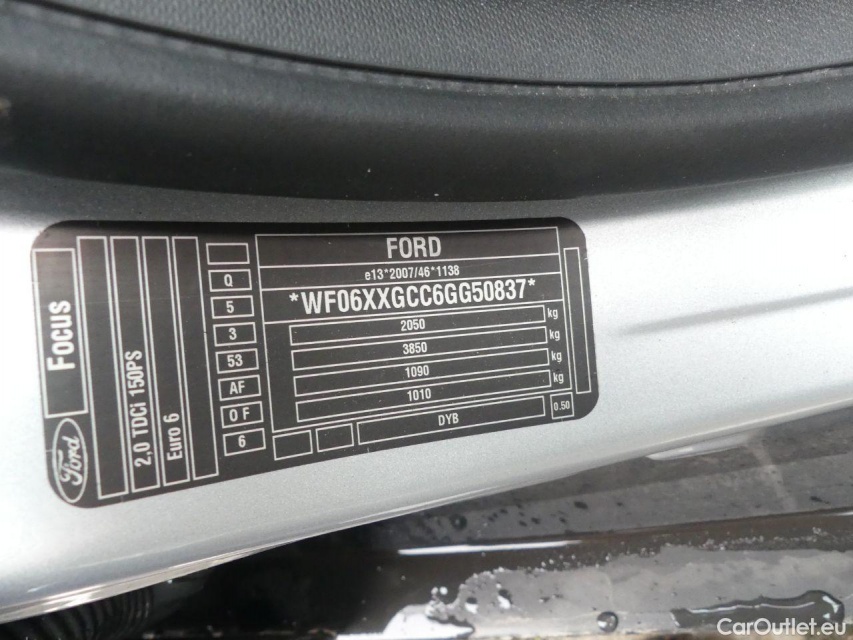 FORD
e13*2007/46*1138
*WF06XXGCC6GG50837*
2050 kg
3850 kg
1090 kg
1010 kg
DYB
0.50
Q
5
3
53
AF
0 F
6
FOCUS
2,0 TDCi 150PS
Euro 6
Ford
CarOutlet.eu